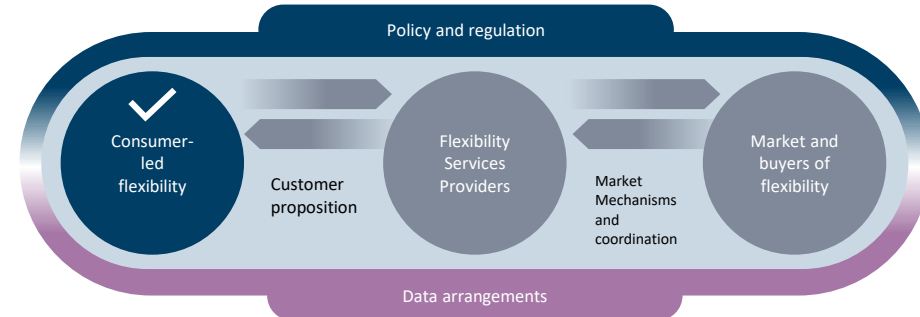 Policy and regulation
Consumer-
led
flexibility
Customer
proposition
Flexibility
Services
Providers
Market
Mechanisms
and
coordination
Market and
buyers of
flexibility
Data arrangements